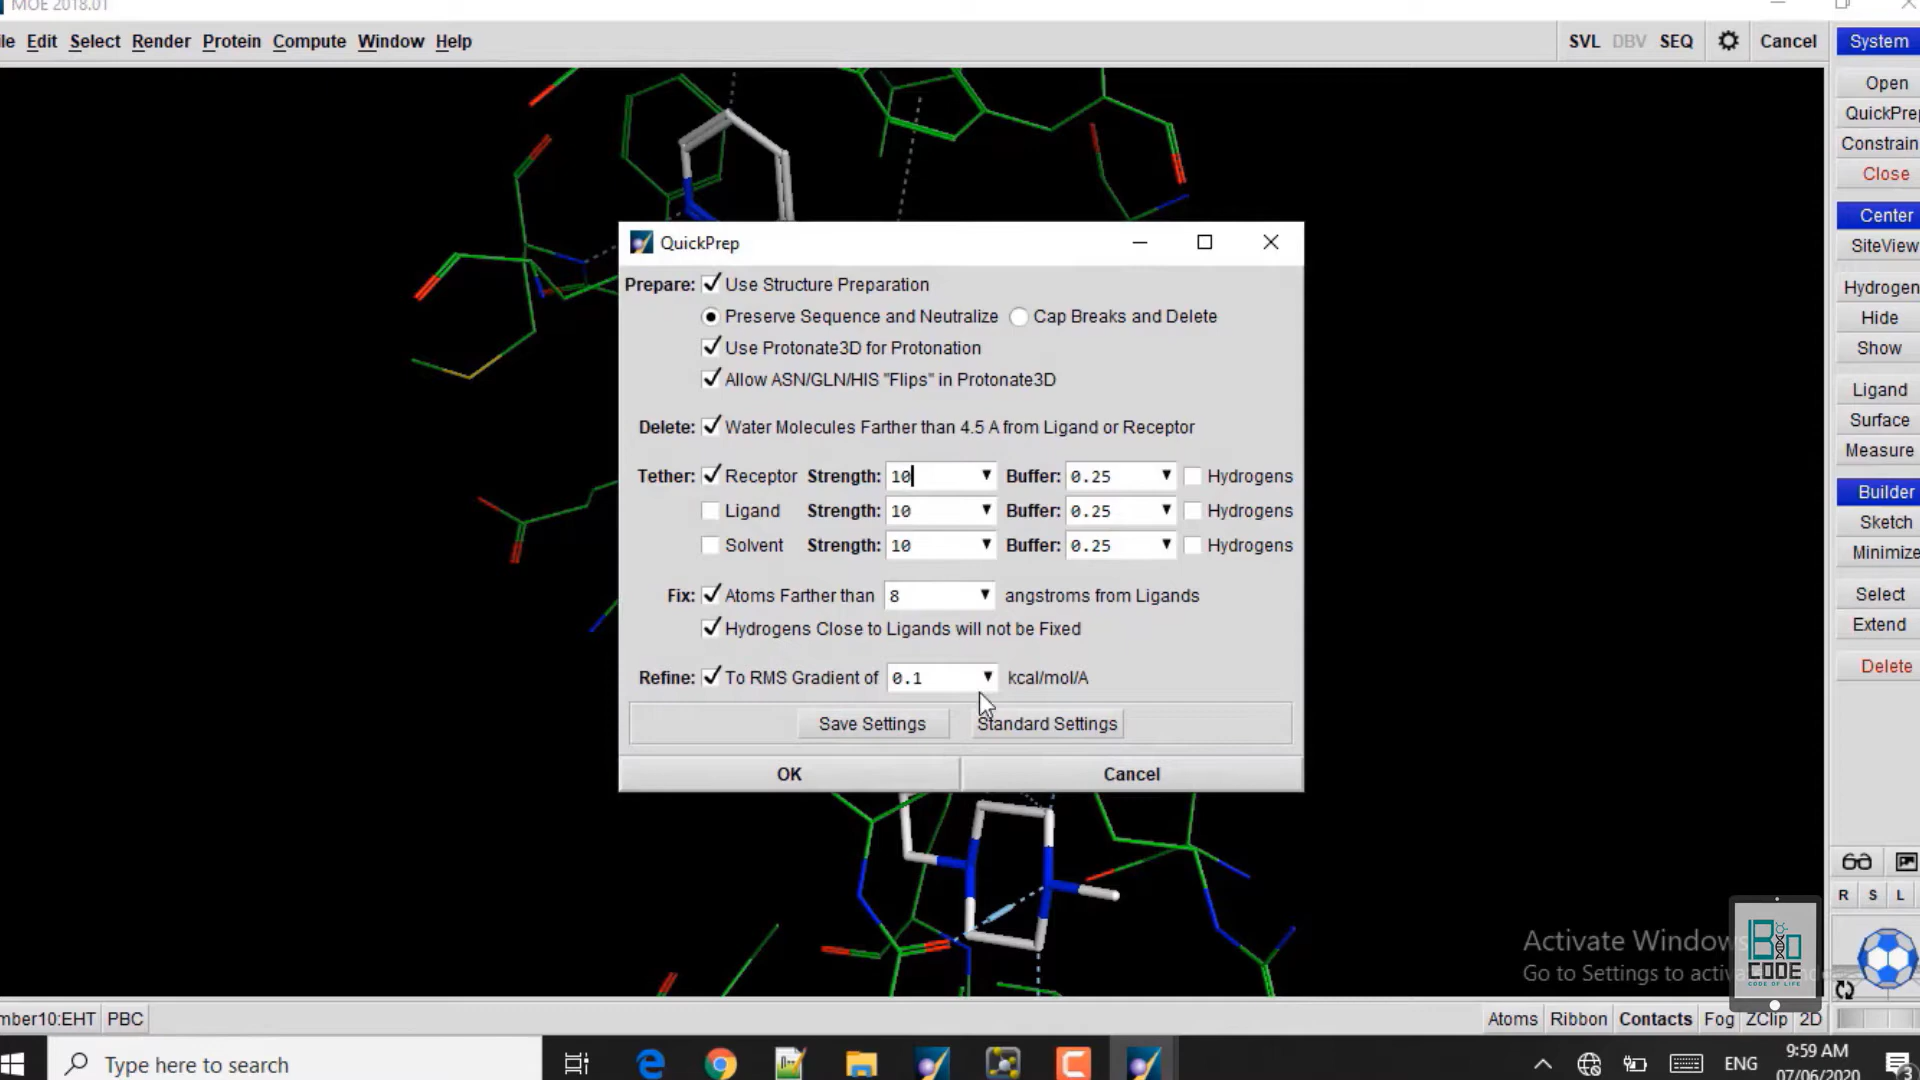 MOE 2018.01
ile Edit Select Render Protein Compute Window Help SVL DBV SEQ Cancel System
Open
QuickPrep
Constrain
Close
Center
SiteView
Hydrogen
Hide
Show
Ligand
Surface
Measure
Builder
Sketch
Minimize
Select
Extend
Delete
R S L
QuickPrep
Prepare: Use Structure Preparation
Preserve Sequence and Neutralize Cap Breaks and Delete
Use Protonate3D for Protonation
Allow ASN/GLN/HIS "Flips" in Protonate3D
Delete: Water Molecules Farther than 4.5 A from Ligand or Receptor
Tether: Receptor Strength: 10 Buffer: 0.25 Hydrogens
Ligand Strength: 10 Buffer: 0.25 Hydrogens
Solvent Strength: 10 Buffer: 0.25 Hydrogens
Fix: Atoms Farther than 8 angstroms from Ligands
Hydrogens Close to Ligands will not be Fixed
Refine: To RMS Gradient of 0.1 kcal/mol/A
Save Settings Standard Settings
OK Cancel
Activate Windows
Go to Settings to activa
CODE
CODE OF LIFE
mber10:EHT PBC Atoms Ribbon Contacts Fog ZClip 2D
Type here to search ENG 9:59 AM
07/06/2020 3